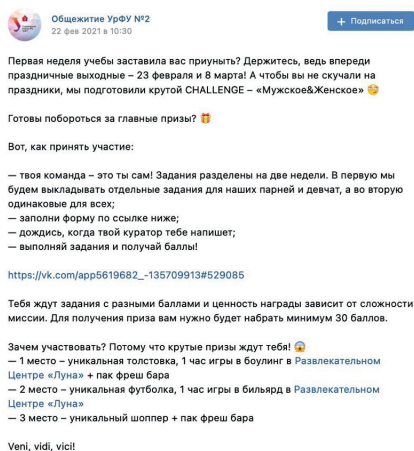 Общежитие УрФУ №2
22 фев 2021 в 10:30
+ Подписаться
Первая неделя учебы заставила вас приуныть? Держитесь, ведь впереди
праздничные выходные – 23 февраля и 8 марта! А чтобы вы не скучали на
праздники, мы подготовили крутой CHALLENGE – «Мужское&Женское» 🧐
Готовы побороться за главные призы? 🎁
Вот, как принять участие:
— твоя команда – это ты сам! Задания разделены на две недели. В первую мы
будем выкладывать отдельные задания для наших парней и девчат, а во вторую
одинаковые для всех;
— заполни форму по ссылке ниже;
— дождись, когда твой куратор тебе напишет;
— выполняй задания и получай баллы!
https://vk.com/app5619682_-135709913#529085
Тебя ждут задания с разными баллами и ценность награды зависит от сложности
миссии. Для получения приза вам нужно будет набрать минимум 30 баллов.
Зачем участвовать? Потому что крутые призы ждут тебя! 😱
— 1 место – уникальная толстовка, 1 час игры в боулинг в Развлекательном
Центре «Луна» + пак фреш бара
— 2 место – уникальная футболка, 1 час игры в бильярд в Развлекательном
Центре «Луна»
— 3 место – уникальный шоппер + пак фреш бара
Veni, vidi, vici!